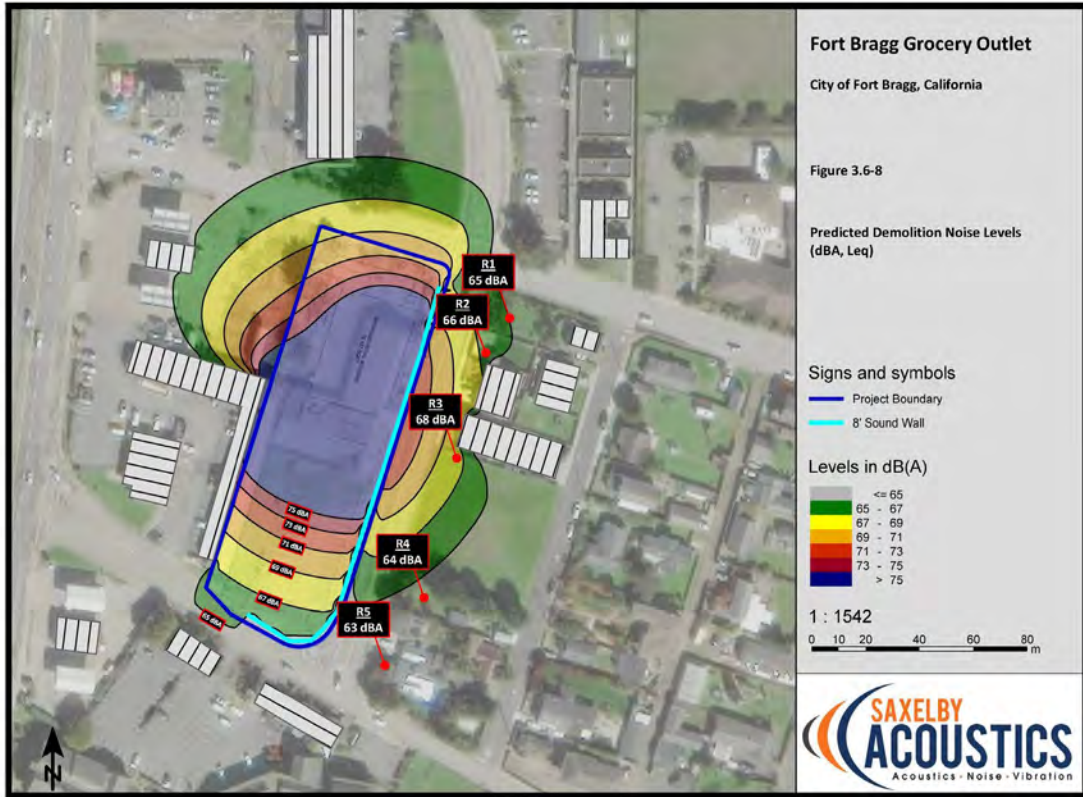 Fort Bragg Grocery Outlet
City of Fort Bragg, California
Figure 3.6-8
Predicted Demolition Noise Levels
(dBA, Leq)
Signs and symbols
Project Boundary
8' Sound Wall
Levels in dB(A)
<= 65
65 - 67
67 - 69
69 - 71
71 - 73
73 - 75
> 75
1 : 1542
0 10 20 40 60 80
m
SAXELBY
ACOUSTICS
Acoustics - Noise - Vibration
R1
65 dBA
R2
66 dBA
R3
68 dBA
R4
64 dBA
R5
63 dBA
75 dBA
73 dBA
71 dBA
69 dBA
67 dBA
65 dBA
N